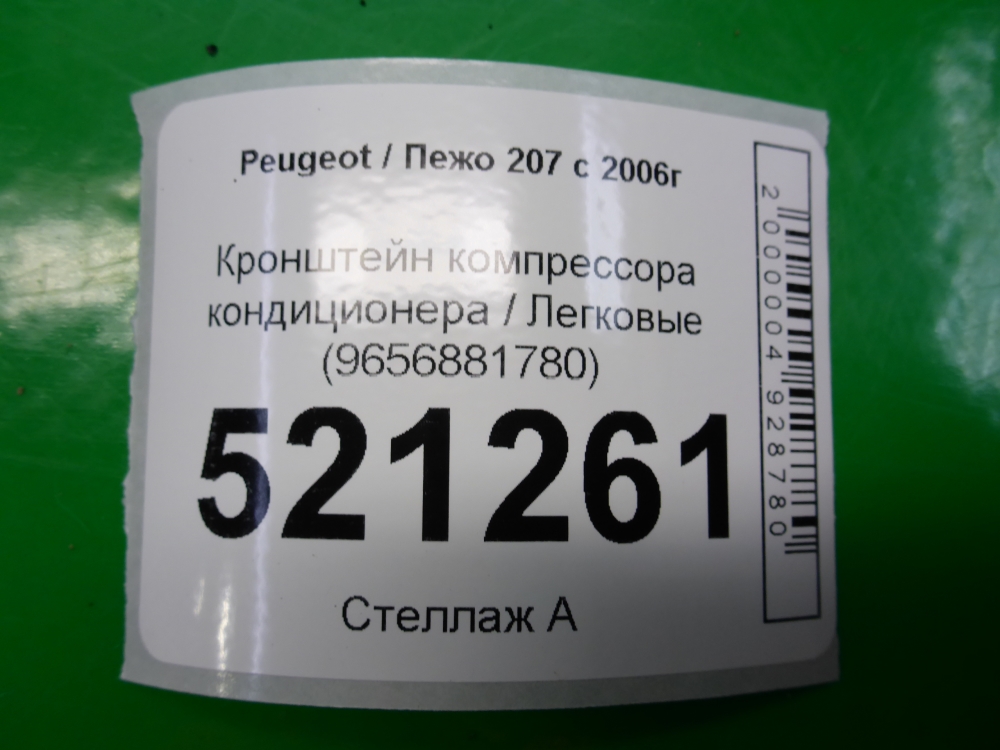 Peugeot / Пежо 207 с 2006г
Кронштейн компрессора
кондиционера / Легковые
(9656881780)
521261
Стеллаж А
2000004928780